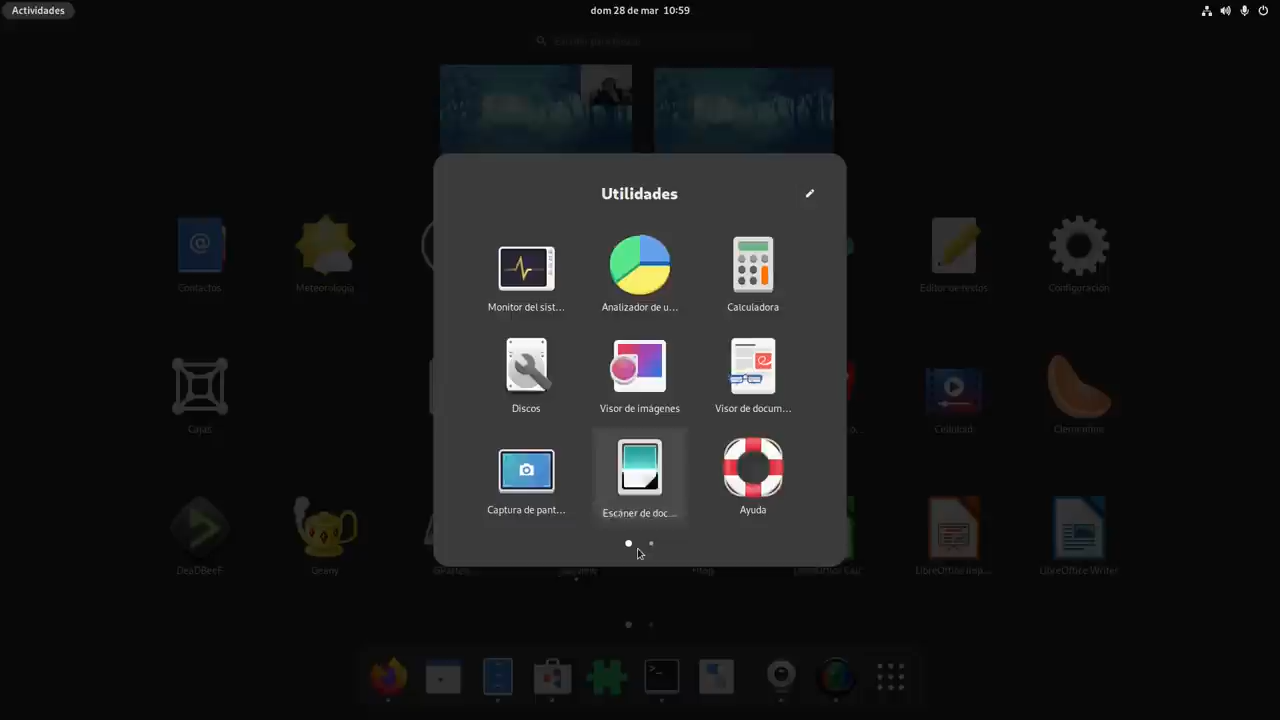 Actividades
dom 28 de mar 10:59
Utilidades
Monitor del sist...
Analizador de u...
Calculadora
Discos
Visor de imágenes
Visor de docum...
Captura de pant...
Escáner de doc...
Ayuda
Contactos
Meteorología
Editor de textos
Configuración
Cajas
Celluloid
Clementine
DeaDBeeF
Geany
LibreOffice Imp...
LibreOffice Writer